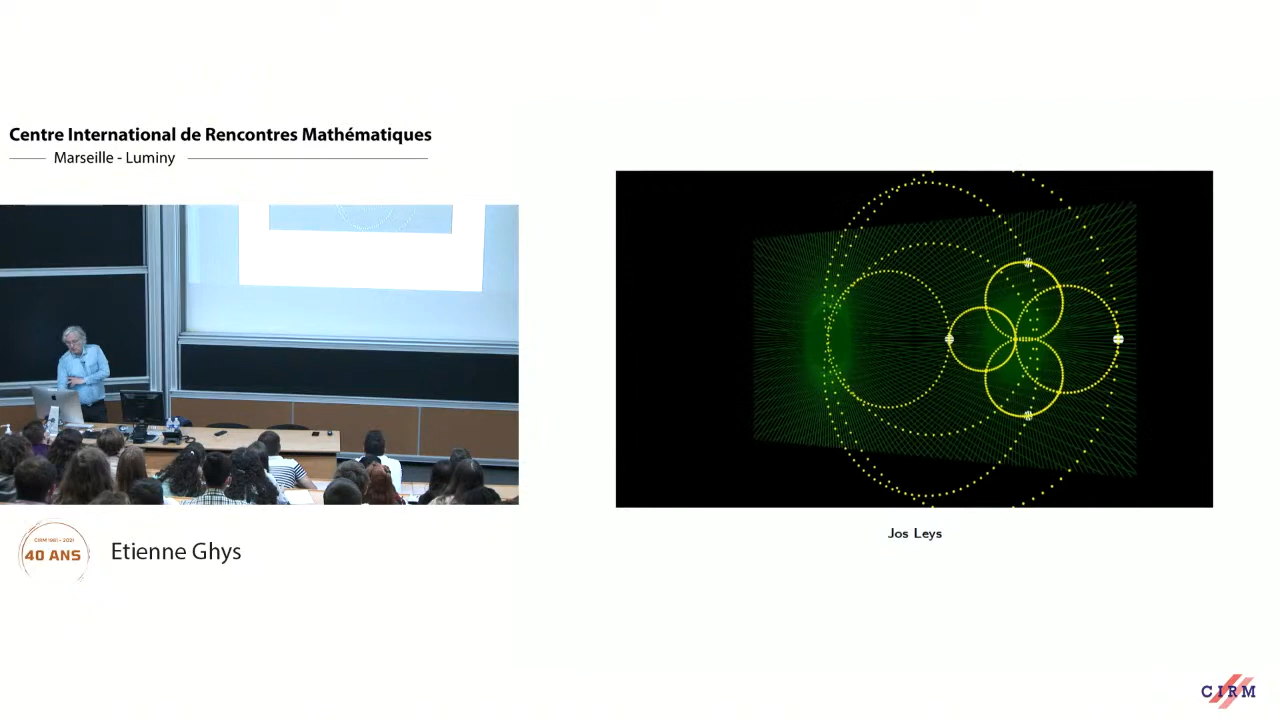 Centre International de Rencontres Mathématiques
Marseille - Luminy
CIRM 1981 - 2021
40 ANS
Etienne Ghys
Jos Leys
CIRM